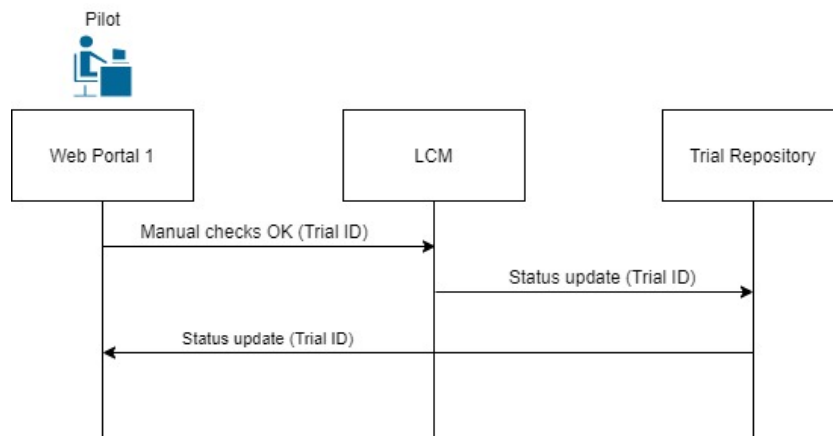 Pilot
Web Portal 1
LCM
Trial Repository
Manual checks OK (Trial ID)
Status update (Trial ID)
Status update (Trial ID)